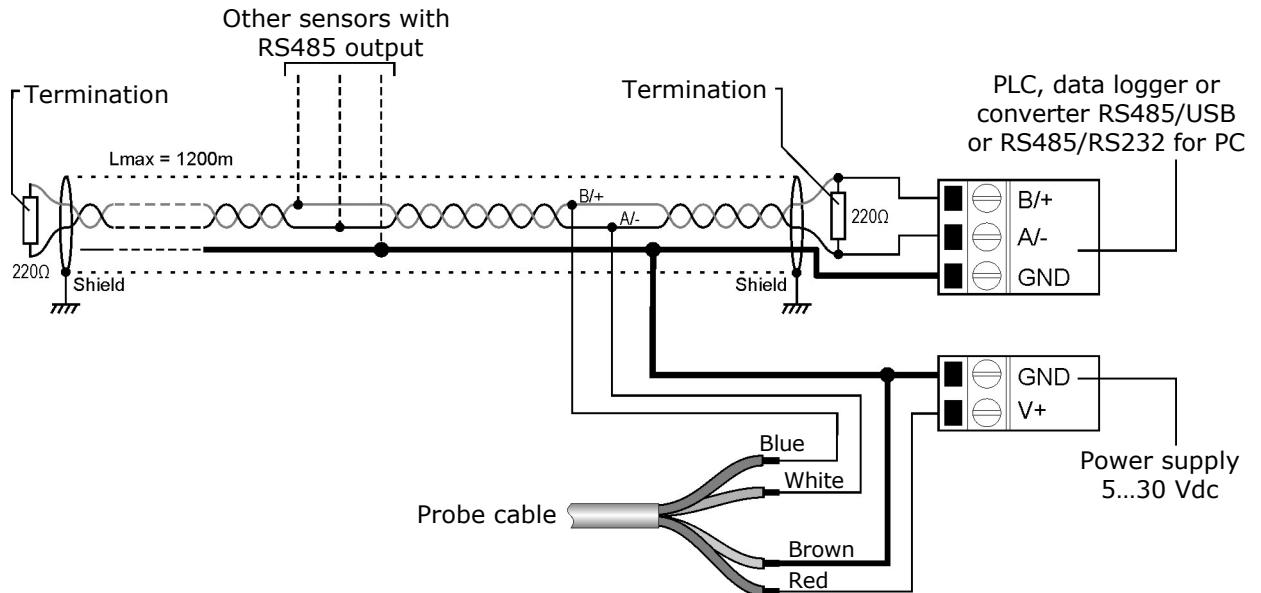 Other sensors with
RS485 output
Termination
Termination
PLC, data logger or
converter RS485/USB
or RS485/RS232 for PC
Lmax = 1200m
B/+
A/-
220Ω
220Ω
Shield
Shield
B/+
A/-
GND
GND
V+
Power supply
5...30 Vdc
Blue
White
Probe cable
Brown
Red